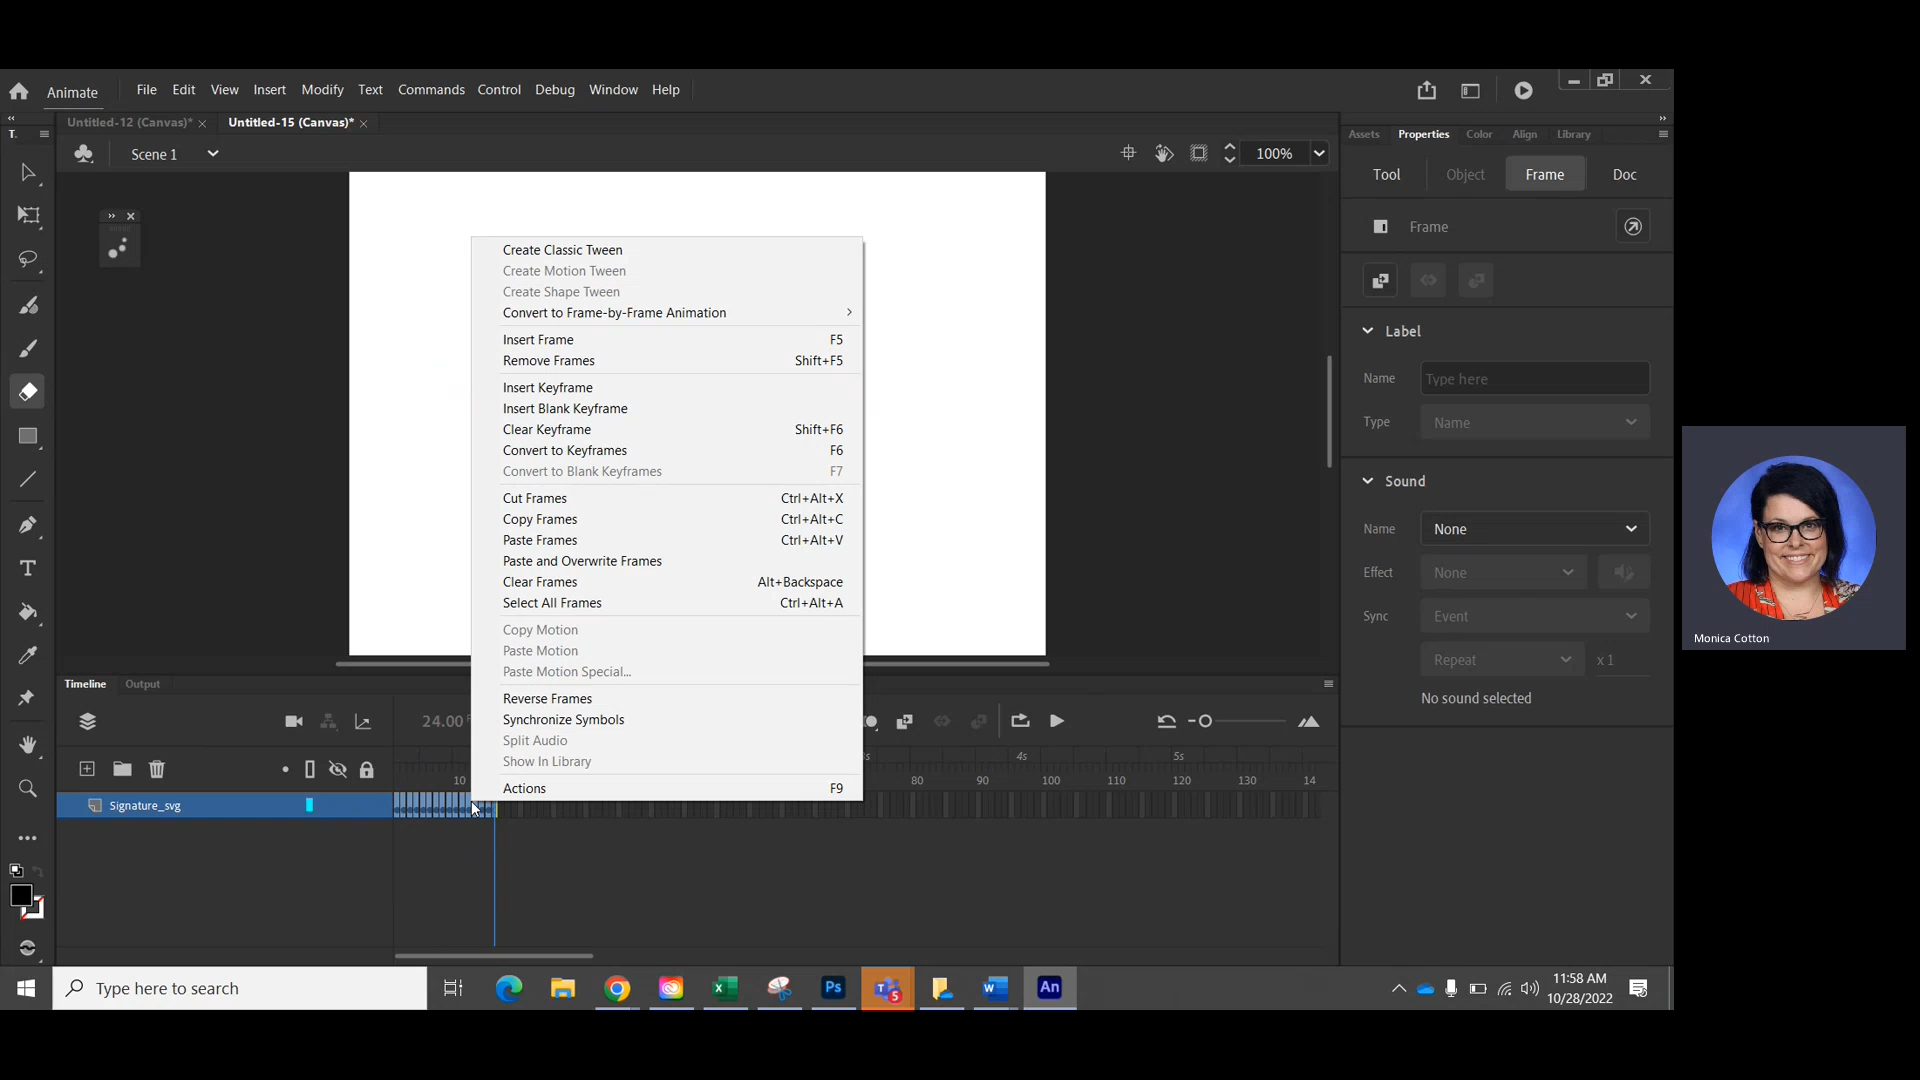 Animate File Edit View Insert Modify Text Commands Control Debug Window Help
Untitled-12 (Canvas)* Untitled-15 (Canvas)*
Scene 1
100%
Create Classic Tween
Create Motion Tween
Create Shape Tween
Convert to Frame-by-Frame Animation
Insert Frame F5
Remove Frames Shift+F5
Insert Keyframe
Insert Blank Keyframe
Clear Keyframe Shift+F6
Convert to Keyframes F6
Convert to Blank Keyframes F7
Cut Frames Ctrl+Alt+X
Copy Frames Ctrl+Alt+C
Paste Frames Ctrl+Alt+V
Paste and Overwrite Frames
Clear Frames Alt+Backspace
Select All Frames Ctrl+Alt+A
Copy Motion
Paste Motion
Paste Motion Special...
Reverse Frames
Synchronize Symbols
Split Audio
Show In Library
Actions F9
Assets Properties Color Align Library
Tool Object Frame Doc
Frame
Label
Name Type here
Type Name
Sound
Name None
Effect None
Sync Event
Repeat x 1
No sound selected
Monica Cotton
Timeline Output
24.00
4s 5s
10 80 90 100 110 120 130 14
Signature_svg
Type here to search
11:58 AM
10/28/2022